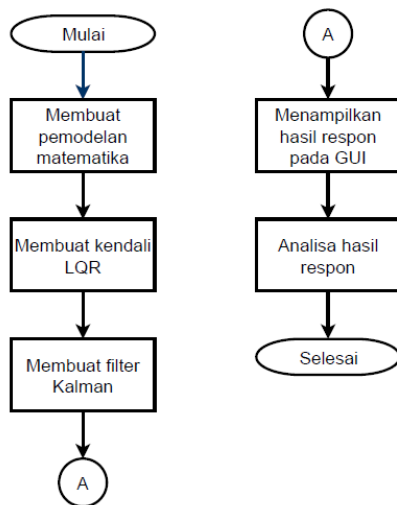 Mulai
Membuat
pemodelan
matematika
Membuat kendali
LQR
Membuat filter
Kalman
A
A
Menampilkan
hasil respon
pada GUI
Analisa hasil
respon
Selesai